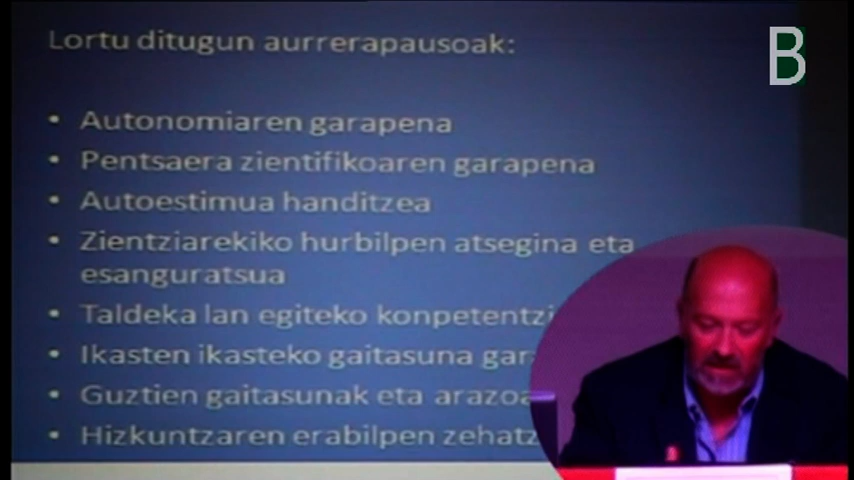 B
Lortu ditugun aurrerapausoak:
• Autonomiaren garapena
• Pentsaera zientifikoaren garapena
• Autoestimua handitzea
• Zientziarekiko hurbilpen atsegina eta
esanguratsua
• Taldeka lan egiteko
• Ikasten ikasteko gaitasuna
• Guztien gaitasunak eta
• Hizkuntzaren erabilpen